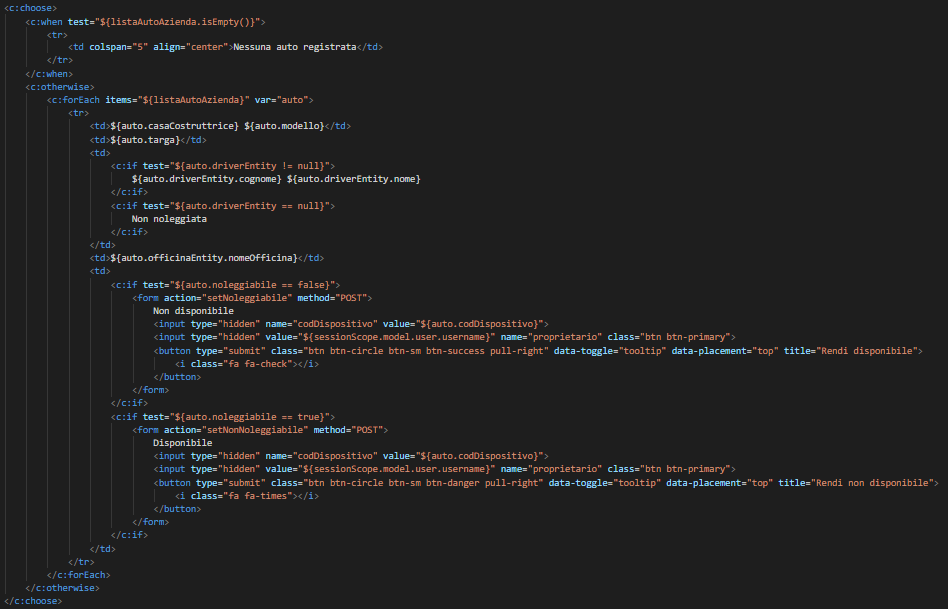 <c:choose>
<c:when test="${listaAutoAzienda.isEmpty()}">
<tr>
<td colspan="5" align="center">Nessuna auto registrata</td>
</tr>
</c:when>
<c:otherwise>
<c:forEach items="${listaAutoAzienda}" var="auto">
<tr>
<td>${auto.casaCostruttrice} ${auto.modello}</td>
<td>${auto.targa}</td>
<td>
<c:if test="${auto.driverEntity != null}">
${auto.driverEntity.cognome} ${auto.driverEntity.nome}
</c:if>
<c:if test="${auto.driverEntity == null}">
Non noleggiata
</c:if>
</td>
<td>${auto.officinaEntity.nomeOfficina}</td>
<td>
<c:if test="${auto.noleggiabile == false}">
<form action="setNoleggiabile" method="POST">
Non disponibile
<input type="hidden" name="codDispositivo" value="${auto.codDispositivo}">
<input type="hidden" value="${sessionScope.model.user.username}" name="proprietario" class="btn btn-primary">
<button type="submit" class="btn btn-circle btn-sm btn-success pull-right" data-toggle="tooltip" data-placement="top" title="Rendi disponibile">
<i class="fa fa-check"></i>
</button>
</form>
</c:if>
<c:if test="${auto.noleggiabile == true}">
<form action="setNonNoleggiabile" method="POST">
Disponibile
<input type="hidden" name="codDispositivo" value="${auto.codDispositivo}">
<input type="hidden" value="${sessionScope.model.user.username}" name="proprietario" class="btn btn-primary">
<button type="submit" class="btn btn-circle btn-sm btn-danger pull-right" data-toggle="tooltip" data-placement="top" title="Rendi non disponibile">
<i class="fa fa-times"></i>
</button>
</form>
</c:if>
</td>
</tr>
</c:forEach>
</c:otherwise>
</c:choose>